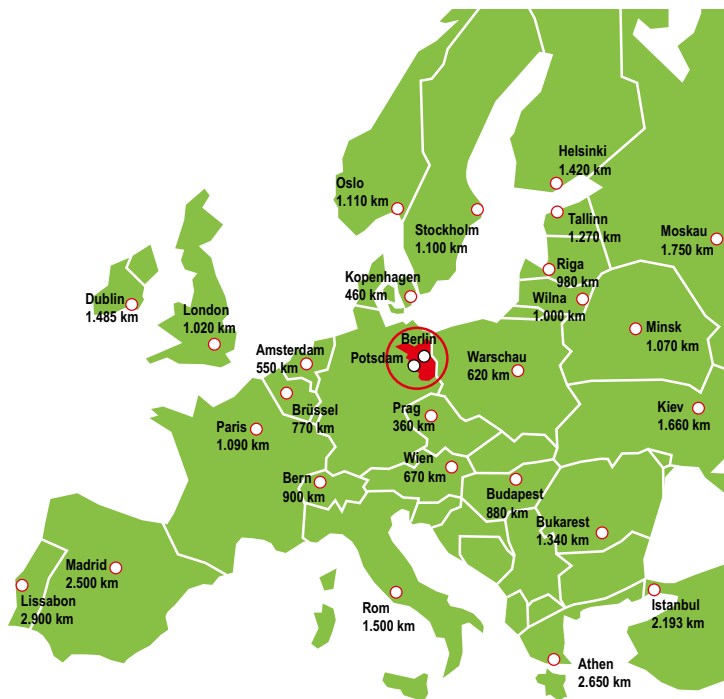 Helsinki
1.420 km
Oslo
1.110 km
Stockholm
1.100 km
Tallinn
1.270 km
Moskau
1.750 km
Riga
980 km
Kopenhagen
460 km
Wilna
1.000 km
Dublin
1.485 km
London
1.020 km
Minsk
1.070 km
Berlin
Potsdam
Amsterdam
550 km
Warschau
620 km
Brüssel
770 km
Prag
360 km
Kiev
1.660 km
Paris
1.090 km
Wien
670 km
Bern
900 km
Budapest
880 km
Bukarest
1.340 km
Madrid
2.500 km
Lissabon
2.900 km
Rom
1.500 km
Istanbul
2.193 km
Athen
2.650 km